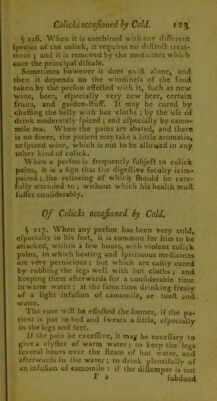 Colicks occasioned by Cold. 123
§ 216. When it is combined with any different
species of the colick, it requires no distinct treat-
ment ; and it is removed by the medicines which
cure the principal disease.
Sometimes however it does exist alone, and
then it depends on the windiness of the food
taken by the person affected with it, such as new
wine, beer, especially very new beer, certain
fruits, and garden-stuff. It may be cured by
chaffing the belly with hot cloths ; by the use of
drink moderately spiced ; and especially by camo-
mile tea. When the pains are abated, and there
is no fever, the patient may take a little aromatic,
or spiced wine, which is not to be allowed in any
other kind of colick.
When a person is frequently subject to colick
pains, it is a sign that the digestive faculty is im-
paired ; the restoring of which should be care-
fully attended to ; without which his health must
suffer considerably.
Of Colicks occasioned by Cold.
§ 217. When any person has been very cold,
especially in his feet, it is common for him to be
attacked, within a few hours, with violent colick
pains, in which heating and spirituous medicines
are very pernicious ; but which are easily cured
by rubbing the legs well with hot cloths ; and
keeping them afterwards for a considerable time
in warm water ; at the same time drinking freely
of a light infusion of camomile, or toast and
water.
The cure will be effected the sooner, if the pa-
tient is put to bed and sweats a little, especially
in the legs and feet.
If the pain be excessive, it may be necessary to
give a clyster of warm water ; to keep the legs
several hours over the steam of hot water, and
afterwards in the water ; to drink plentifully of
an infusion of camomile : if the distemper is not
F 2 subdued